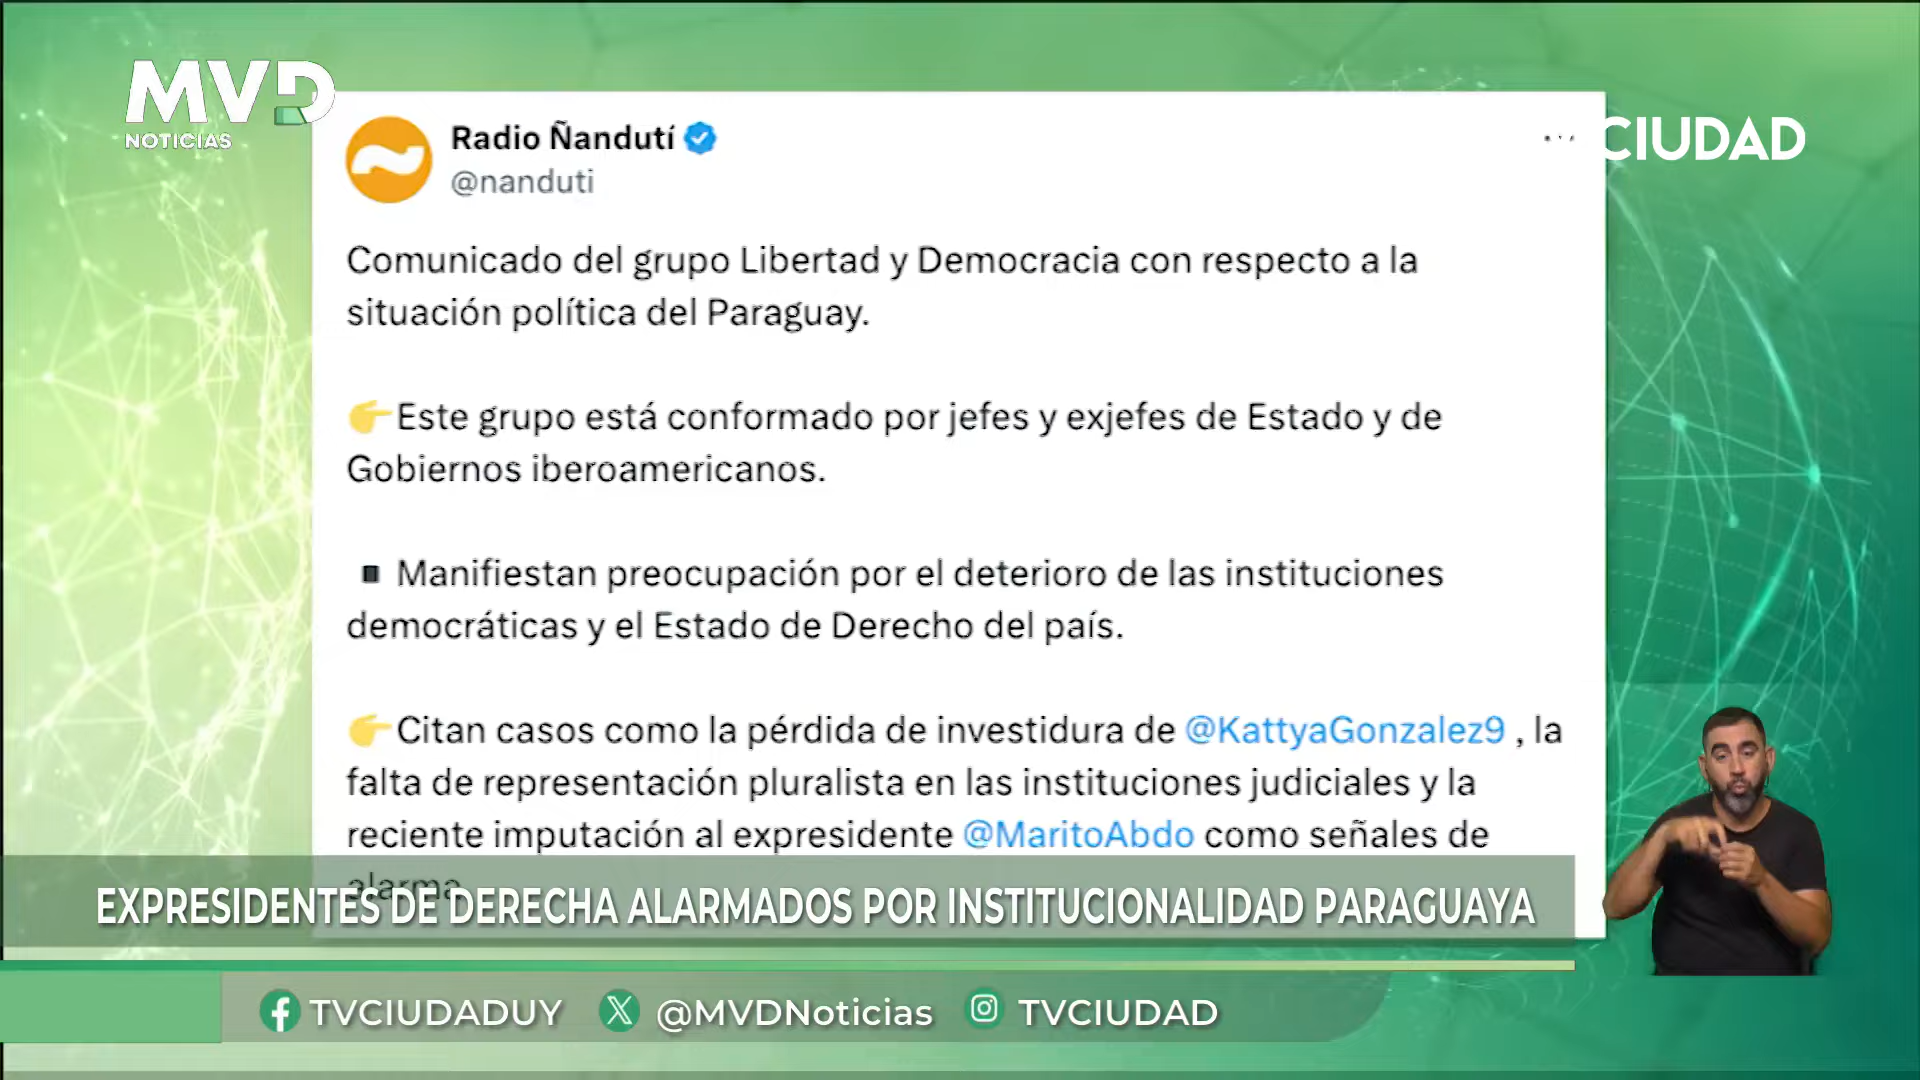 MVD
NOTICIAS
CIUDAD
Radio Ñandutí
@nanduti
Comunicado del grupo Libertad y Democracia con respecto a la
situación política del Paraguay.
👉Este grupo está conformado por jefes y exjefes de Estado y de
Gobiernos iberoamericanos.
▪ Manifiestan preocupación por el deterioro de las instituciones
democráticas y el Estado de Derecho del país.
👉Citan casos como la pérdida de investidura de @KattyaGonzalez9 , la
falta de representación pluralista en las instituciones judiciales y la
reciente imputación al expresidente @MaritoAbdo como señales de
alarma
EXPRESIDENTES DE DERECHA ALARMADOS POR INSTITUCIONALIDAD PARAGUAYA
TVCIUDADUY @MVDNoticias TVCIUDAD